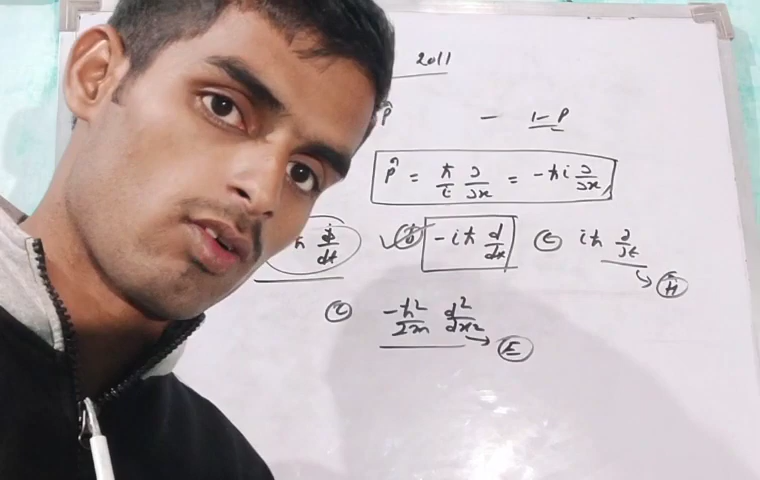 2011
p̂ - 1-P
p̂ = ħ/i ∂/∂x = -ħi ∂/∂x
ħ d/dt ✓ⓑ -iħ d/dx ⓒ iħ ∂/∂t
→ Ĥ
ⓒ -ħ²/2m d²/dx²
→ E